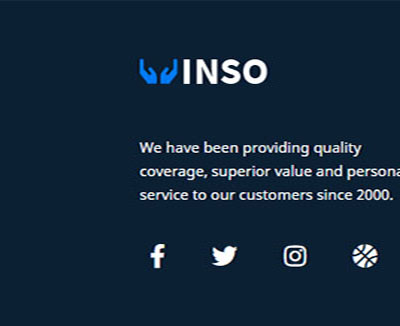 WINSO
We have been providing quality
coverage, superior value and persona
service to our customers since 2000.